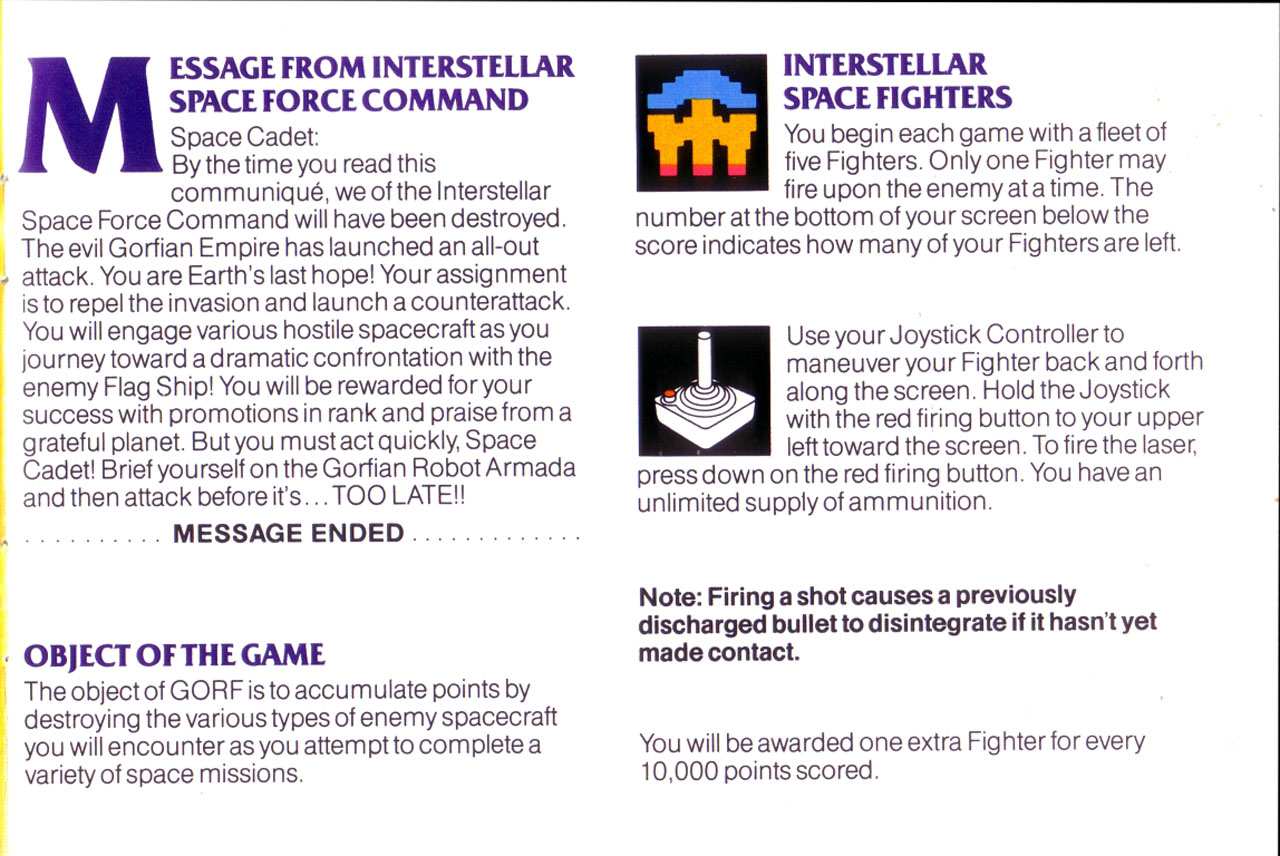 MESSAGE FROM INTERSTELLAR
SPACE FORCE COMMAND
Space Cadet:
By the time you read this
communiqué, we of the Interstellar
Space Force Command will have been destroyed.
The evil Gorfian Empire has launched an all-out
attack. You are Earth's last hope! Your assignment
is to repel the invasion and launch a counterattack.
You will engage various hostile spacecraft as you
journey toward a dramatic confrontation with the
enemy Flag Ship! You will be rewarded for your
success with promotions in rank and praise from a
grateful planet. But you must act quickly, Space
Cadet! Brief yourself on the Gorfian Robot Armada
and then attack before it's...TOO LATE!!
.......... MESSAGE ENDED .............
OBJECT OF THE GAME
The object of GORF is to accumulate points by
destroying the various types of enemy spacecraft
you will encounter as you attempt to complete a
variety of space missions.
INTERSTELLAR
SPACE FIGHTERS
You begin each game with a fleet of
five Fighters. Only one Fighter may
fire upon the enemy at a time. The
number at the bottom of your screen below the
score indicates how many of your Fighters are left.
Use your Joystick Controller to
maneuver your Fighter back and forth
along the screen. Hold the Joystick
with the red firing button to your upper
left toward the screen. To fire the laser,
press down on the red firing button. You have an
unlimited supply of ammunition.
Note: Firing a shot causes a previously
discharged bullet to disintegrate if it hasn't yet
made contact.
You will be awarded one extra Fighter for every
10,000 points scored.